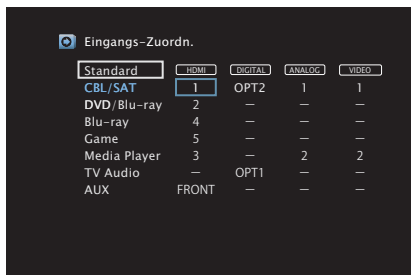 Eingangs-Zuordn.
Standard HDMI DIGITAL ANALOG VIDEO
CBL/SAT 1 OPT2 1 1
DVD/Blu-ray 2 – – –
Blu-ray 4 – – –
Game 5 – – –
Media Player 3 – 2 2
TV Audio – OPT1 – –
AUX FRONT – – –